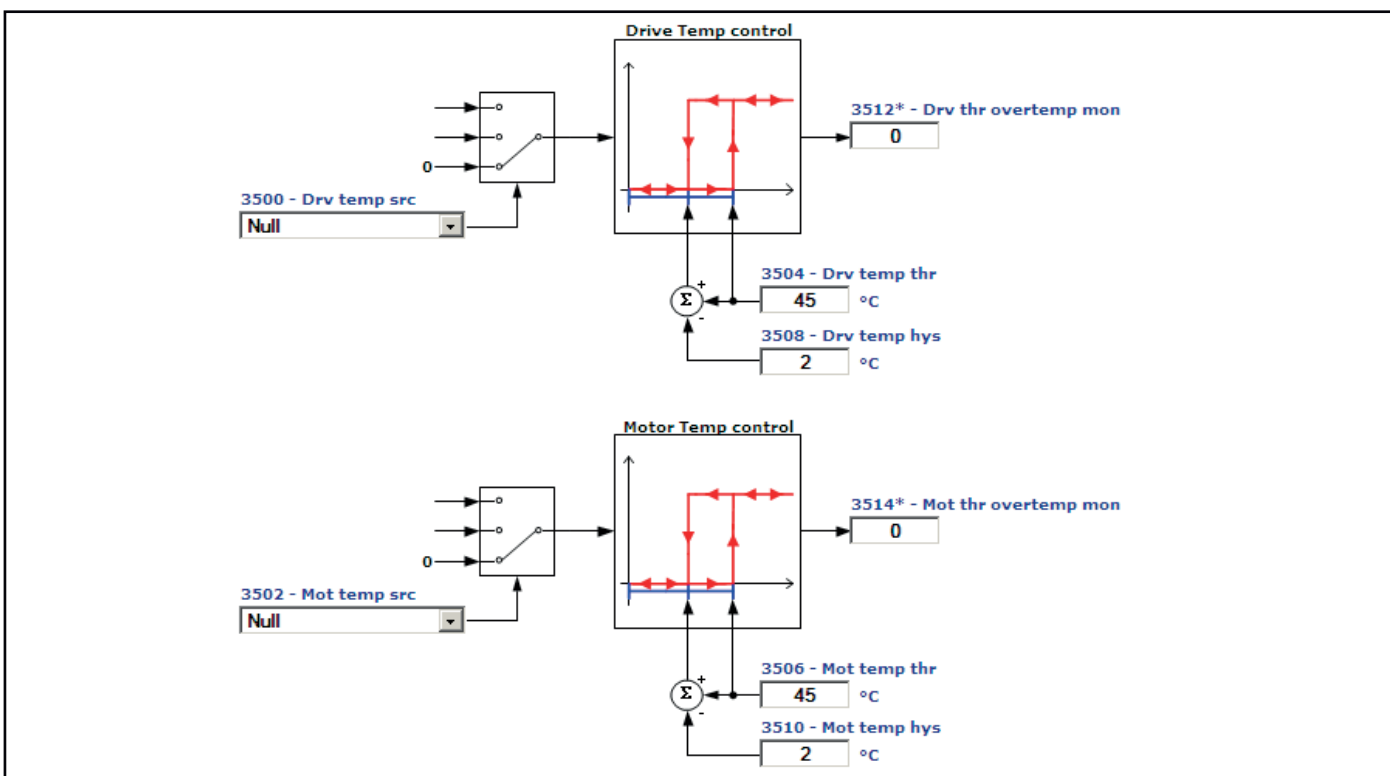 Drive Temp control
3512* - Drv thr overtemp mon
0
0
3500 - Drv temp src
Null
3504 - Drv temp thr
+
Σ
45 °C
-
3508 - Drv temp hys
2 °C
Motor Temp control
3514* - Mot thr overtemp mon
0
0
3502 - Mot temp src
Null
3506 - Mot temp thr
+
Σ
45 °C
-
3510 - Mot temp hys
2 °C